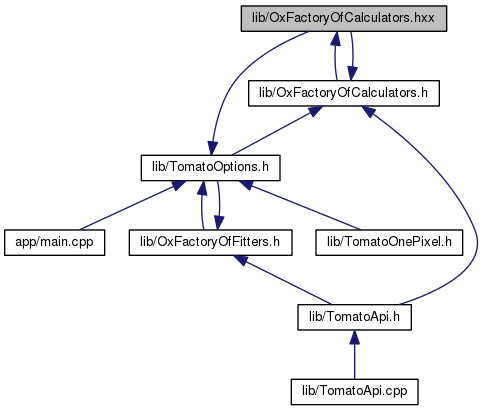 lib/OxFactoryOfCalculators.hxx
lib/OxFactoryOfCalculators.h
lib/TomatoOptions.h
app/main.cpp
lib/OxFactoryOfFitters.h
lib/TomatoOnePixel.h
lib/TomatoApi.h
lib/TomatoApi.cpp